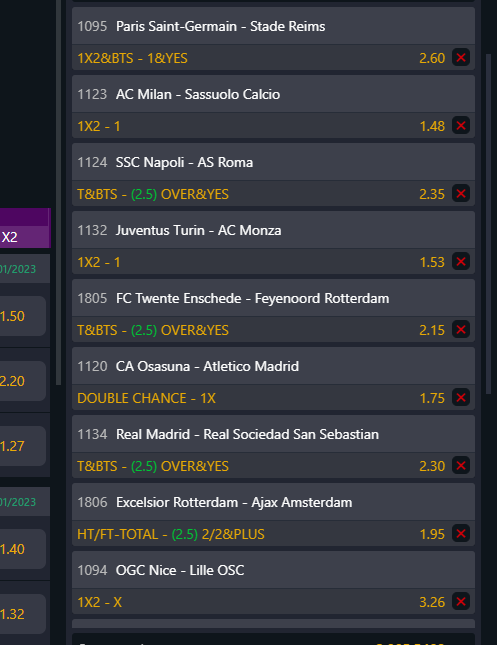 1095 Paris Saint-Germain - Stade Reims
1X2&BTS - 1&YES 2.60
1123 AC Milan - Sassuolo Calcio
1X2 - 1 1.48
1124 SSC Napoli - AS Roma
T&BTS - (2.5) OVER&YES 2.35
1132 Juventus Turin - AC Monza
1X2 - 1 1.53
1805 FC Twente Enschede - Feyenoord Rotterdam
T&BTS - (2.5) OVER&YES 2.15
1120 CA Osasuna - Atletico Madrid
DOUBLE CHANCE - 1X 1.75
1134 Real Madrid - Real Sociedad San Sebastian
T&BTS - (2.5) OVER&YES 2.30
1806 Excelsior Rotterdam - Ajax Amsterdam
HT/FT-TOTAL - (2.5) 2/2&PLUS 1.95
1094 OGC Nice - Lille OSC
1X2 - X 3.26
X2
01/2023
1.50
2.20
1.27
01/2023
1.40
1.32